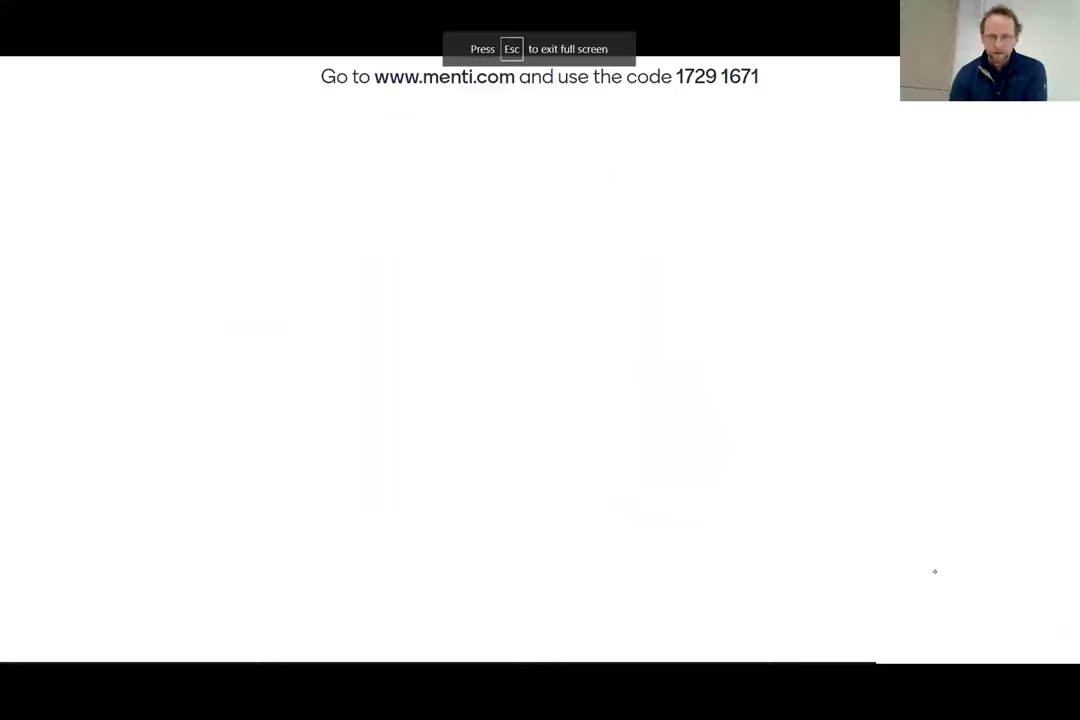 Press Esc to exit full screen
Go to www.menti.com and use the code 1729 1671